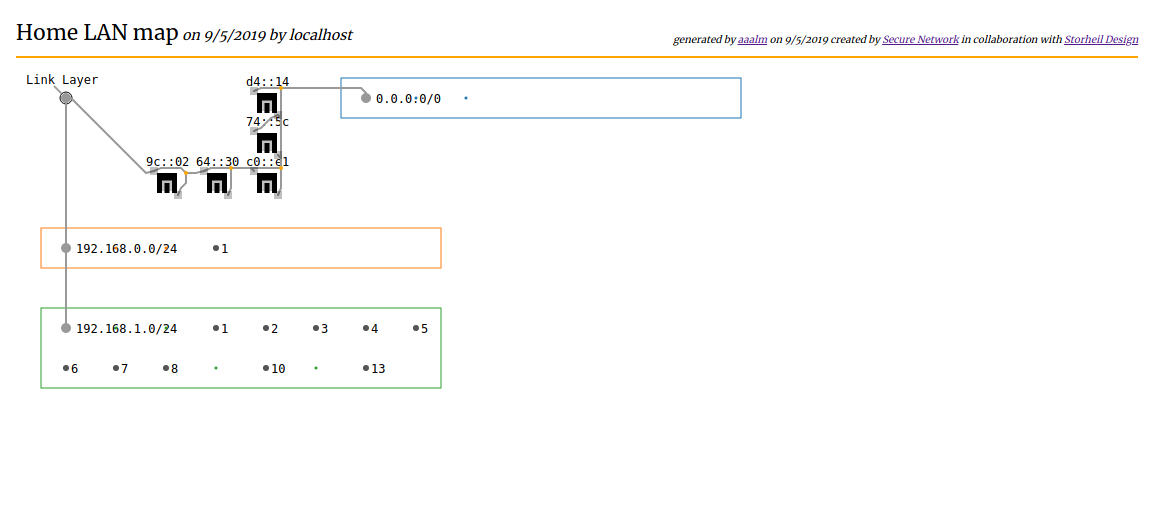 Home LAN map on 9/5/2019 by localhost
generated by aaalm on 9/5/2019 created by Secure Network in collaboration with Storheil Design
Link Layer
d4::14
0.0.0.0/0
74::5c
9c::02 64::30 c0::e1
192.168.0.0/24 1
192.168.1.0/24 1 2 3 4 5
6 7 8 10 13